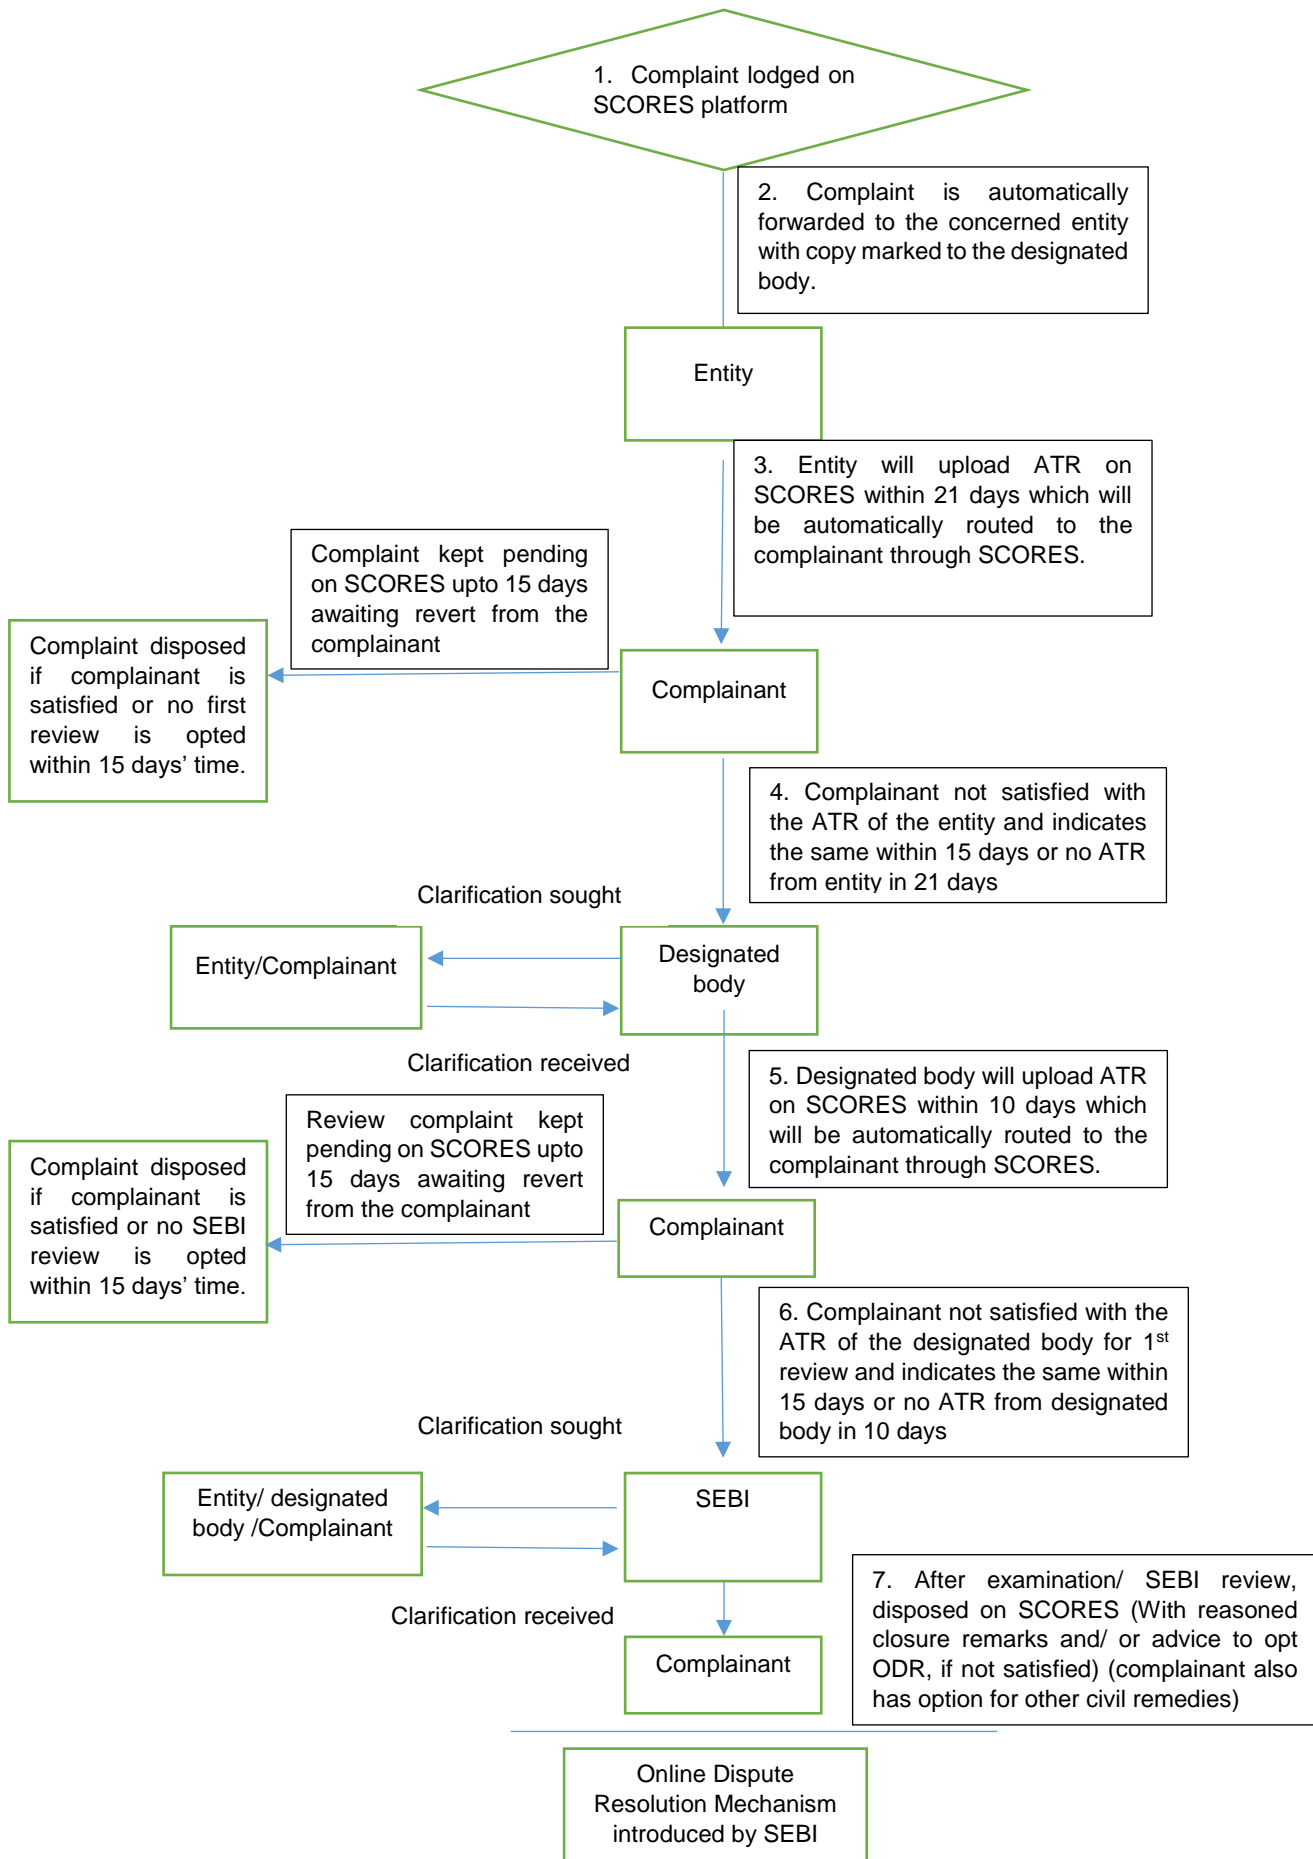 1. Complaint lodged on
SCORES platform
2. Complaint is automatically
forwarded to the concerned entity
with copy marked to the designated
body.
Entity
3. Entity will upload ATR on
SCORES within 21 days which will
be automatically routed to the
complainant through SCORES.
Complaint kept pending
on SCORES upto 15 days
awaiting revert from the
complainant
Complaint disposed
if complainant is
satisfied or no first
review is opted
within 15 days’ time.
Complainant
4. Complainant not satisfied with
the ATR of the entity and indicates
the same within 15 days or no ATR
from entity in 21 days
Clarification sought
Entity/Complainant
Designated
body
Clarification received
5. Designated body will upload ATR
on SCORES within 10 days which
will be automatically routed to the
complainant through SCORES.
Review complaint kept
pending on SCORES upto
15 days awaiting revert
from the complainant
Complaint disposed
if complainant is
satisfied or no SEBI
review is opted
within 15 days’ time.
Complainant
6. Complainant not satisfied with the
ATR of the designated body for 1st
review and indicates the same within
15 days or no ATR from designated
body in 10 days
Clarification sought
Entity/ designated
body /Complainant
SEBI
Clarification received
7. After examination/ SEBI review,
disposed on SCORES (With reasoned
closure remarks and/ or advice to opt
ODR, if not satisfied) (complainant also
has option for other civil remedies)
Complainant
Online Dispute
Resolution Mechanism
introduced by SEBI